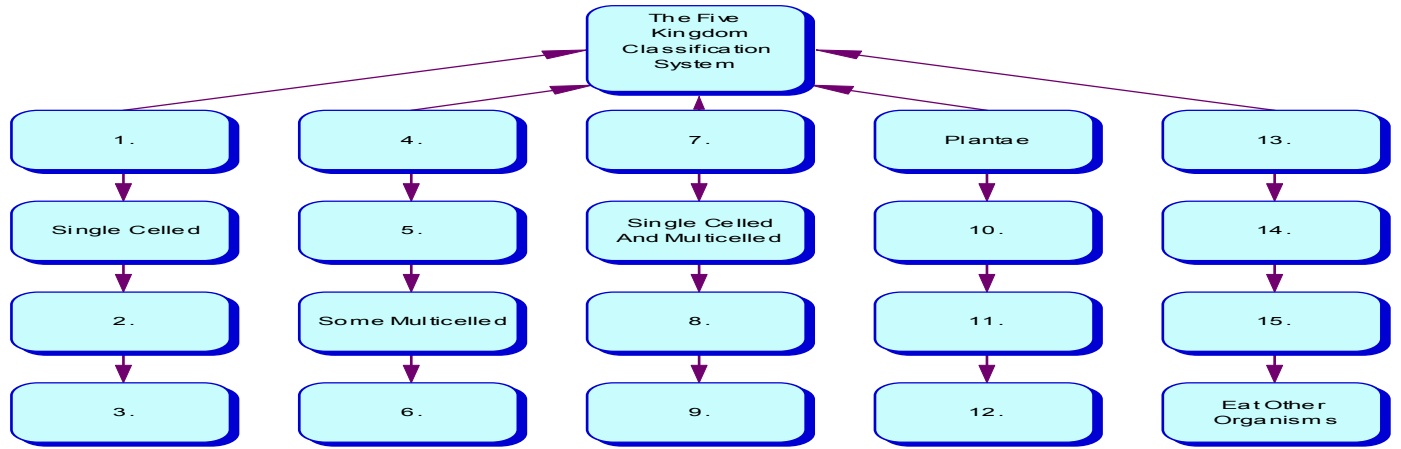 The Five
Kingdom
Classification
System
1.
4.
7.
Plantae
13.
Single Celled
5.
Single Celled
And Multicelled
10.
14.
2.
Some Multicelled
8.
11.
15.
3.
6.
9.
12.
Eat Other
Organisms